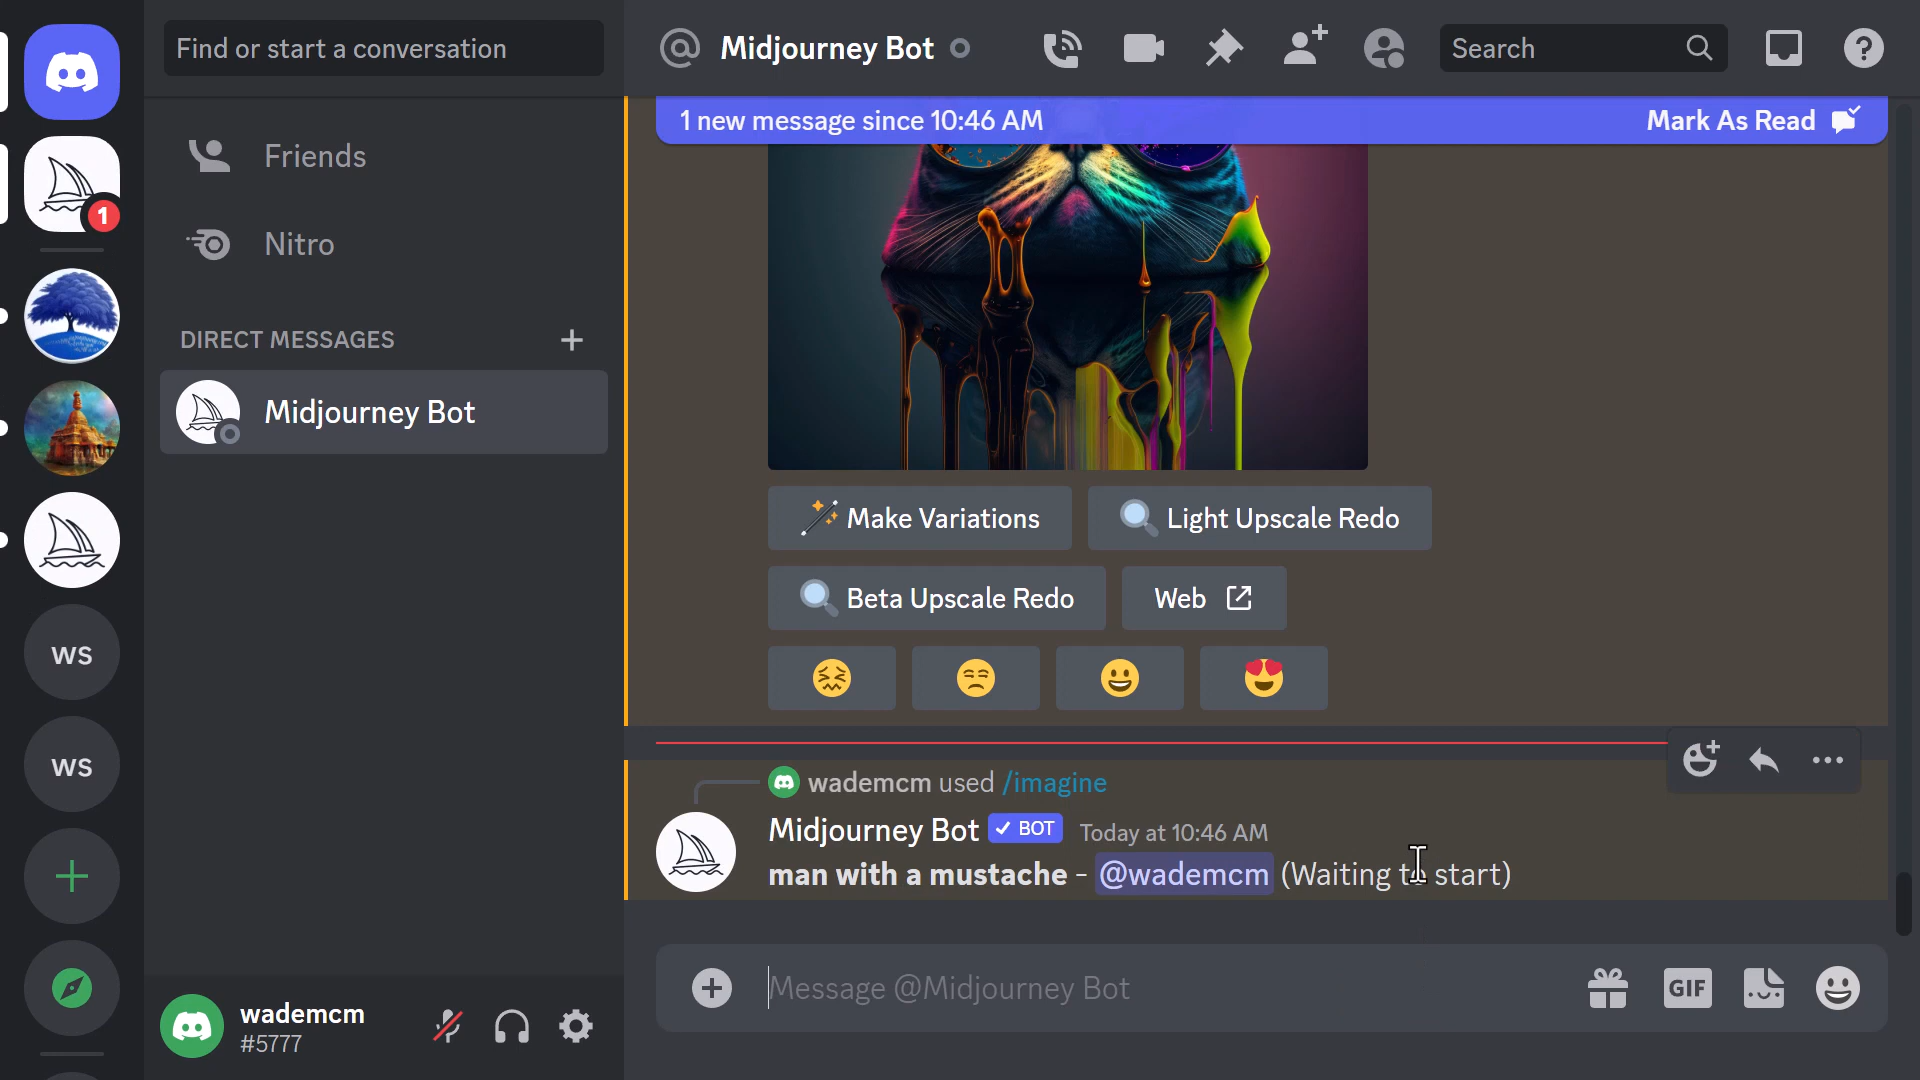 Find or start a conversation
Midjourney Bot
Search
1 new message since 10:46 AM
Mark As Read
1
Friends
Nitro
DIRECT MESSAGES
Midjourney Bot
Make Variations
Light Upscale Redo
Beta Upscale Redo
Web
ws
ws
wademcm used /imagine
Midjourney Bot BOT Today at 10:46 AM
man with a mustache - @wademcm (Waiting to start)
Message @Midjourney Bot
GIF
wademcm
#5777